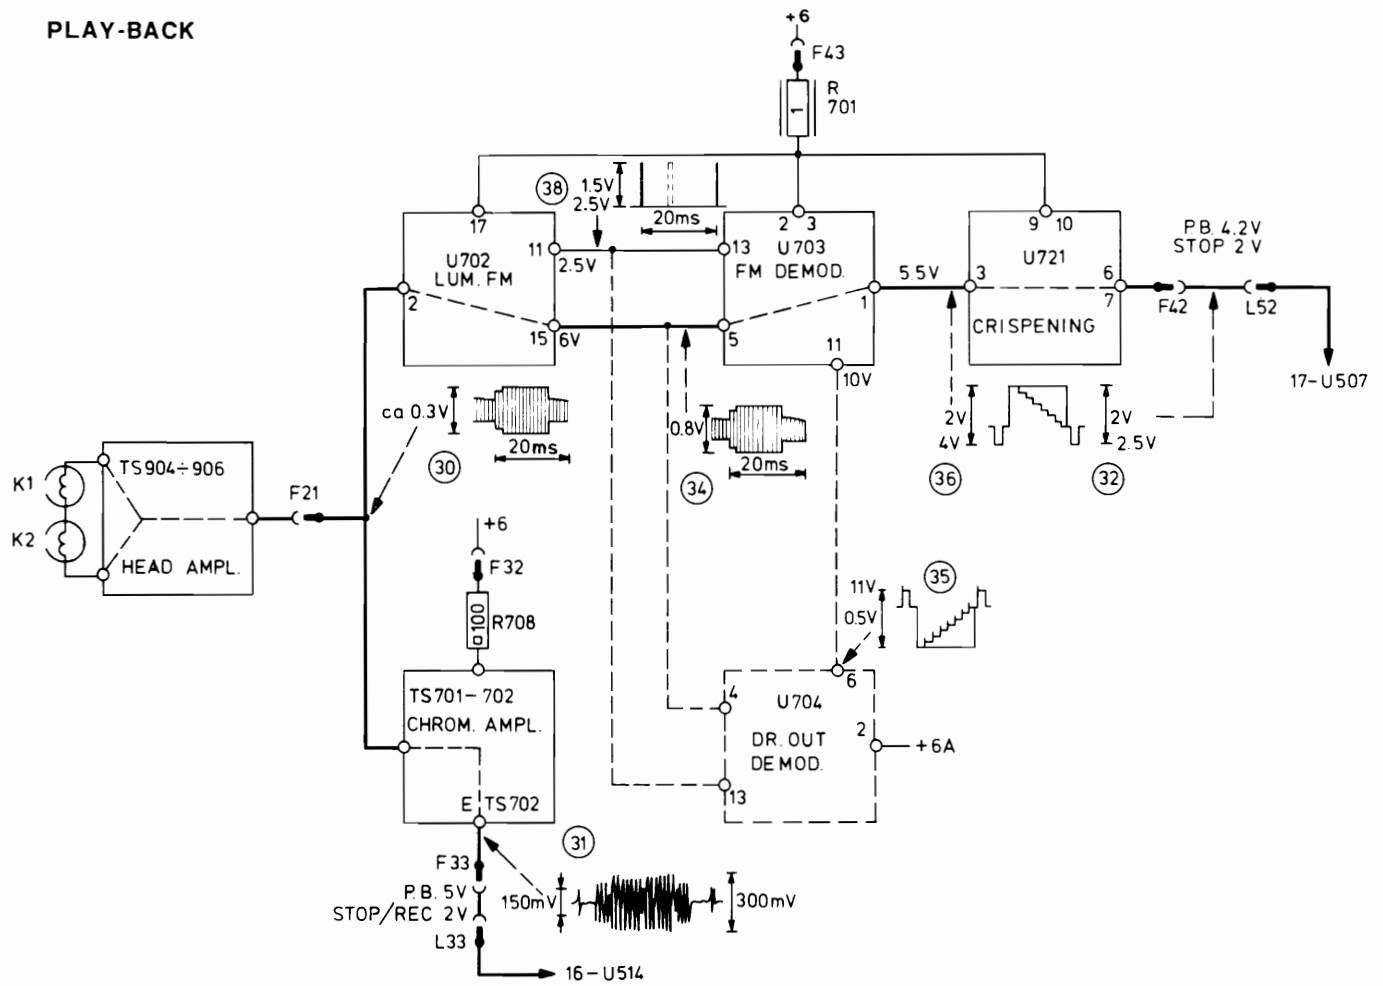 PLAY-BACK
+6
F43
R
701
1
38
1.5V
2.5V
20ms
17
U702
LUM. FM
11
2.5V
2
15
6V
13
2
3
U703
FM DEMOD.
5
1
11
10V
5.5V
9
10
U721
3
6
7
CRISPENING
P.B. 4.2V
STOP 2V
F42
L52
17-U507
ca 0.3V
20ms
30
0.8V
20ms
34
2V
4V
36
2V
2.5V
32
K1
K2
TS904÷906
HEAD AMPL.
F21
+6
F32
100
R708
TS701-702
CHROM. AMPL.
E
TS702
35
11V
0.5V
6
4
U704
DR. OUT
DEMOD.
2
+6A
13
31
F33
P.B. 5V
STOP/REC 2V
L33
150mV
300mV
16-U514